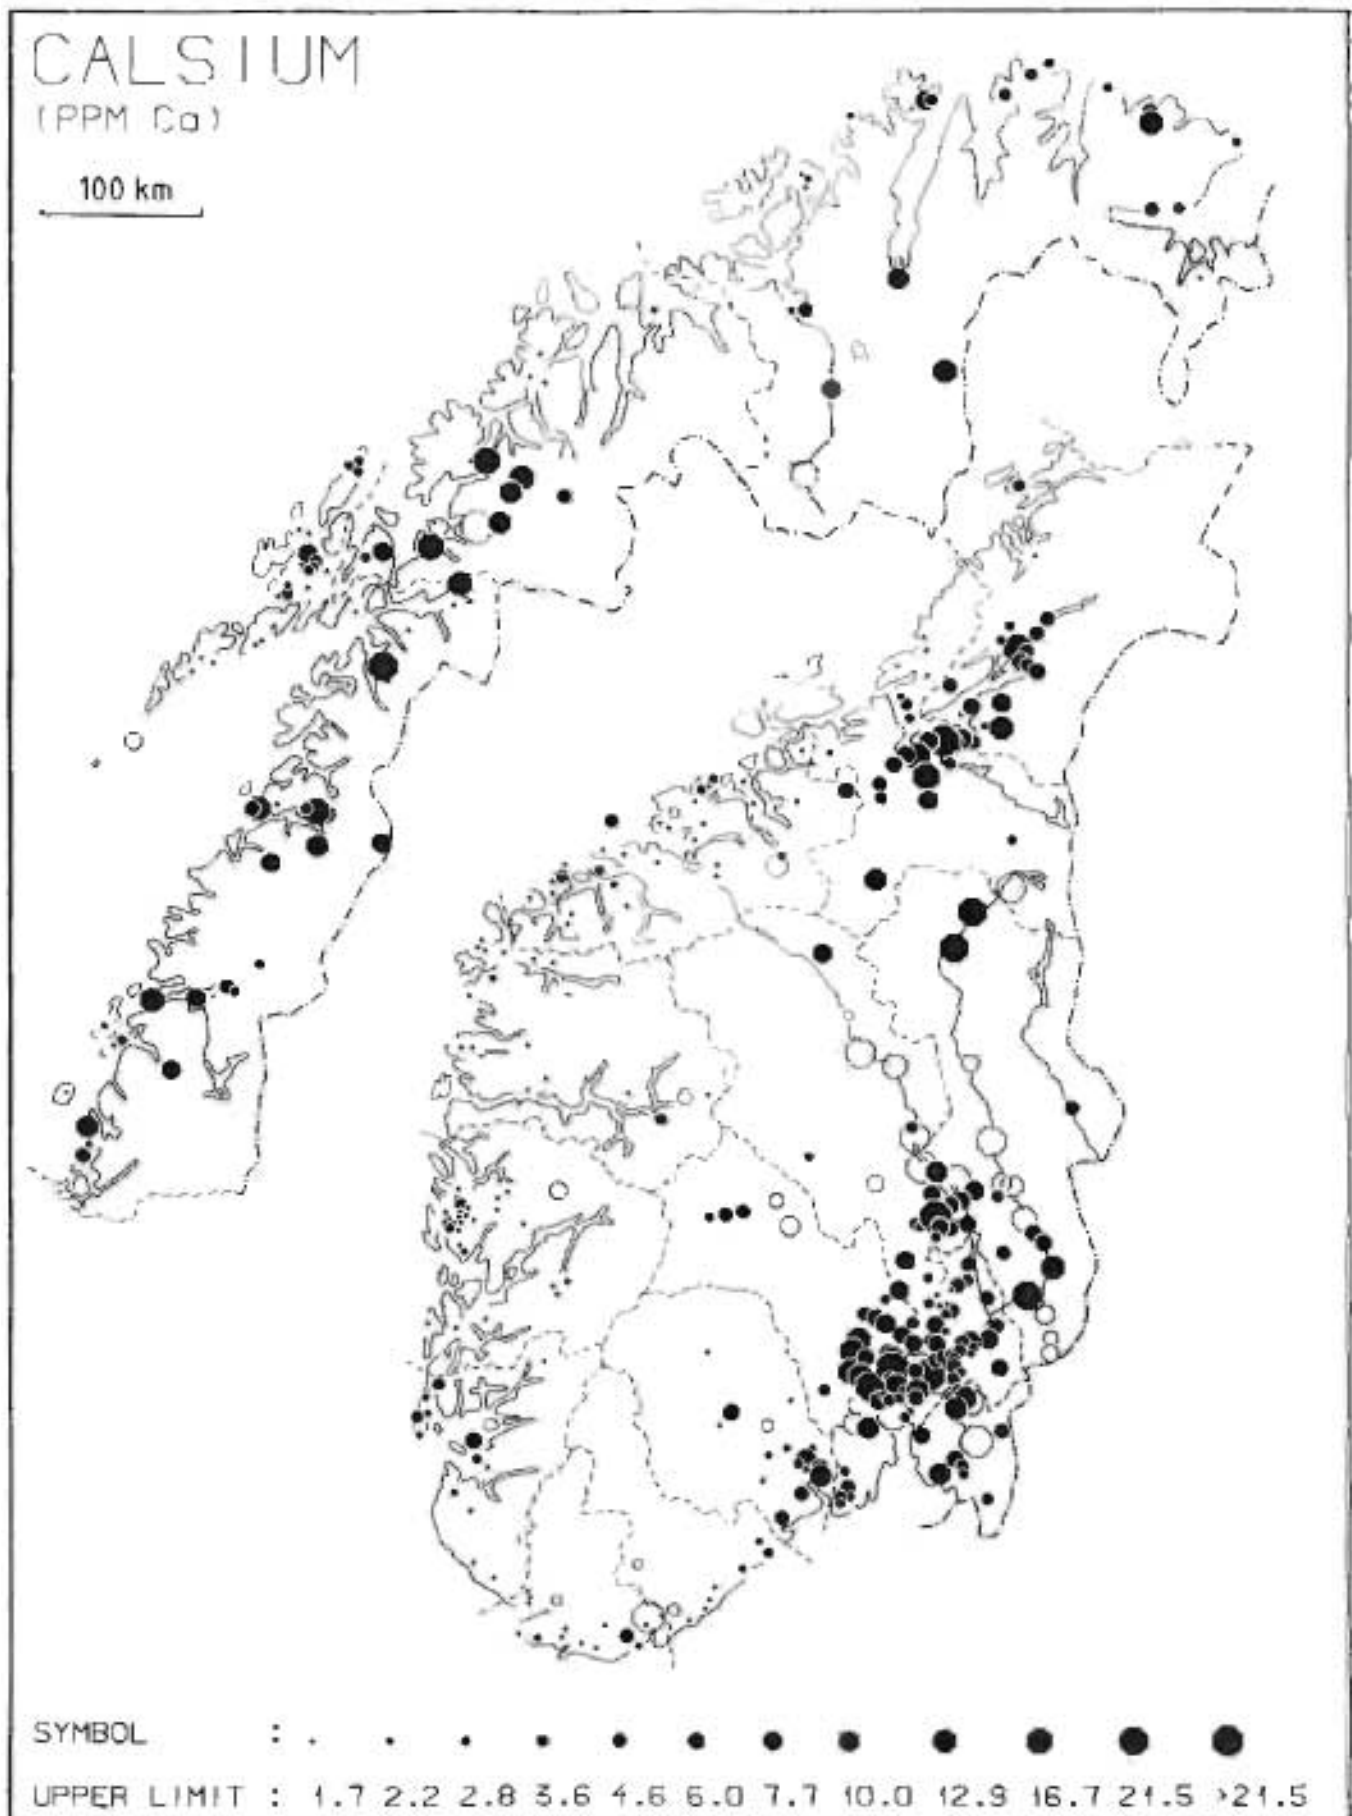 CALSIUM
(PPM Ca)
100 km
SYMBOL :
UPPER LIMIT : 1.7 2.2 2.8 3.6 4.6 6.0 7.7 10.0 12.9 16.7 21.5 >21.5